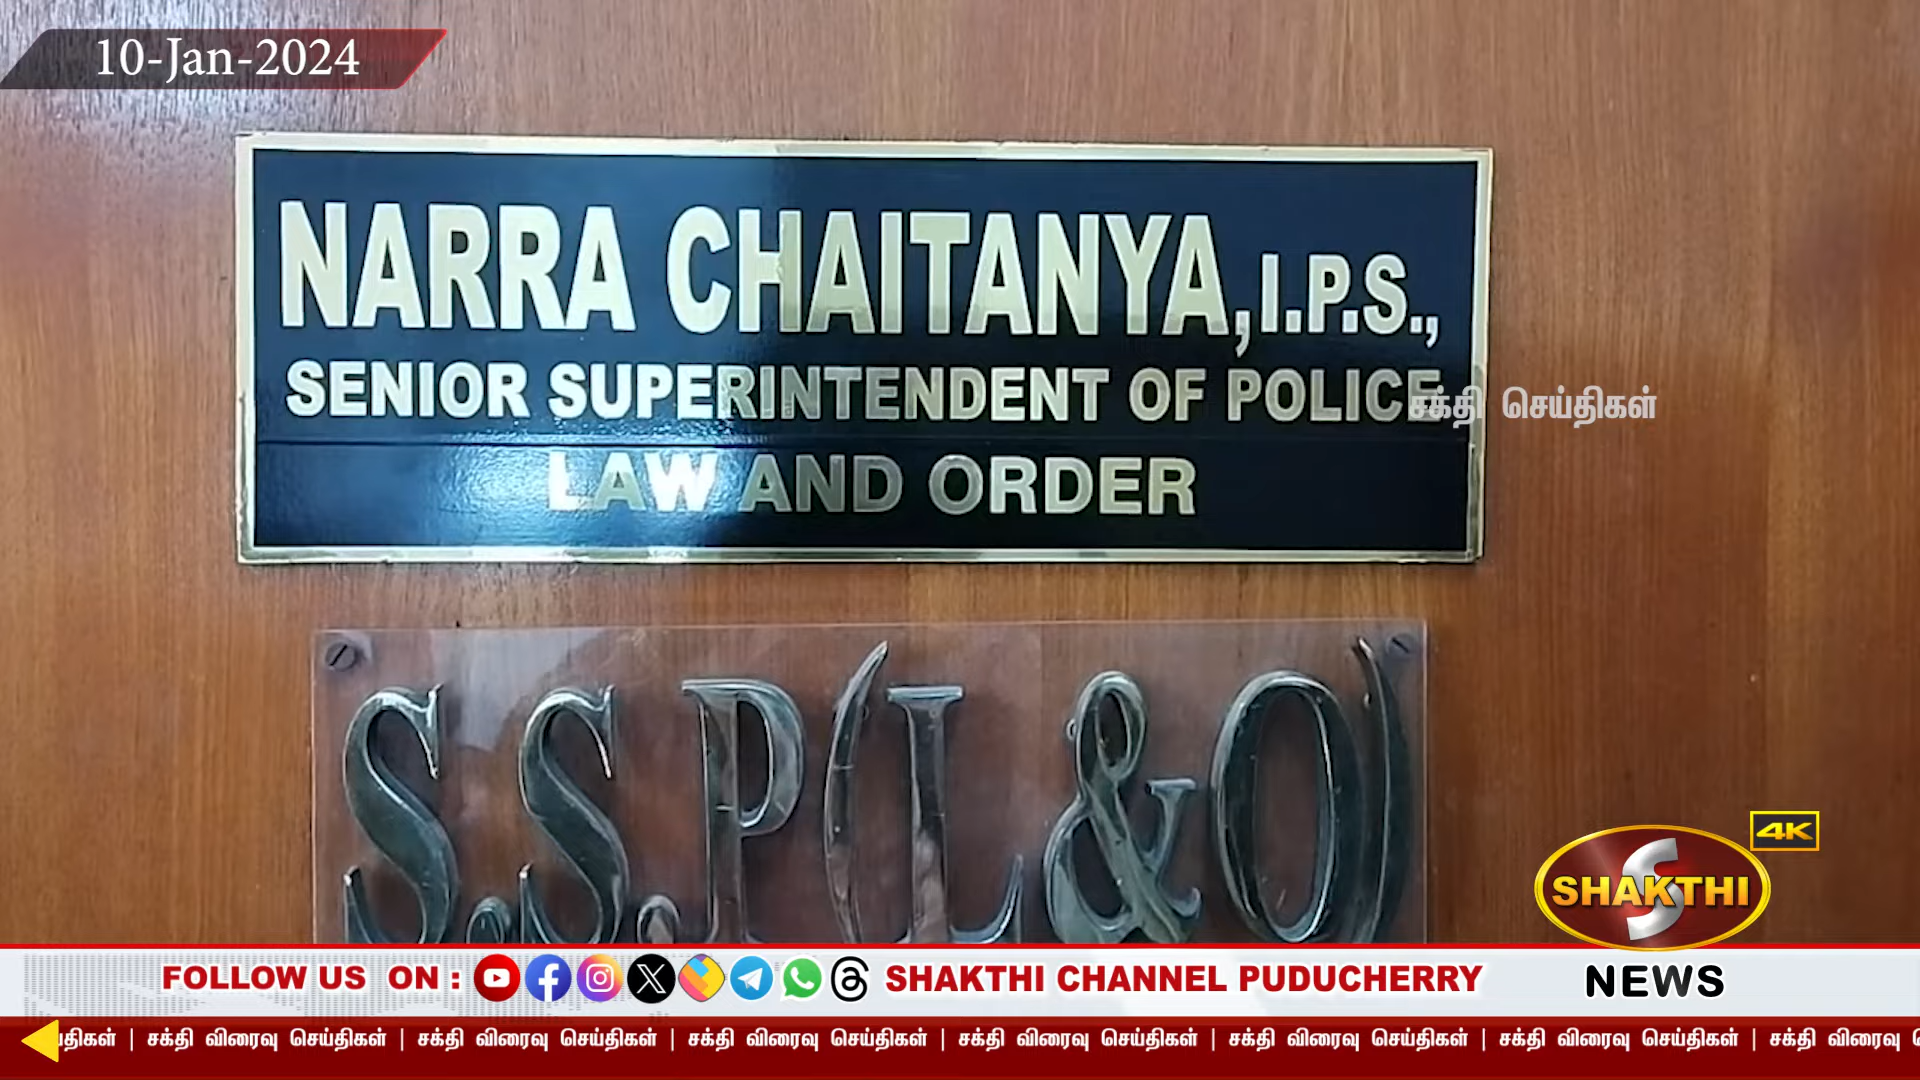 10-Jan-2024
NARRA CHAITANYA, I.P.S.,
SENIOR SUPERINTENDENT OF POLICE
சக்தி செய்திகள்
LAW AND ORDER
S.S.P(L&O)
4K
S
SHAKTHI
NEWS
FOLLOW US ON : SHAKTHI CHANNEL PUDUCHERRY
திகள் | சக்தி விரைவு செய்திகள் | சக்தி விரைவு செய்திகள் | சக்தி விரைவு செய்திகள் | சக்தி விரைவு செய்திகள் | சக்தி விரைவு செய்திகள் | சக்தி விரைவு செய்திகள் | சக்தி விரைவு